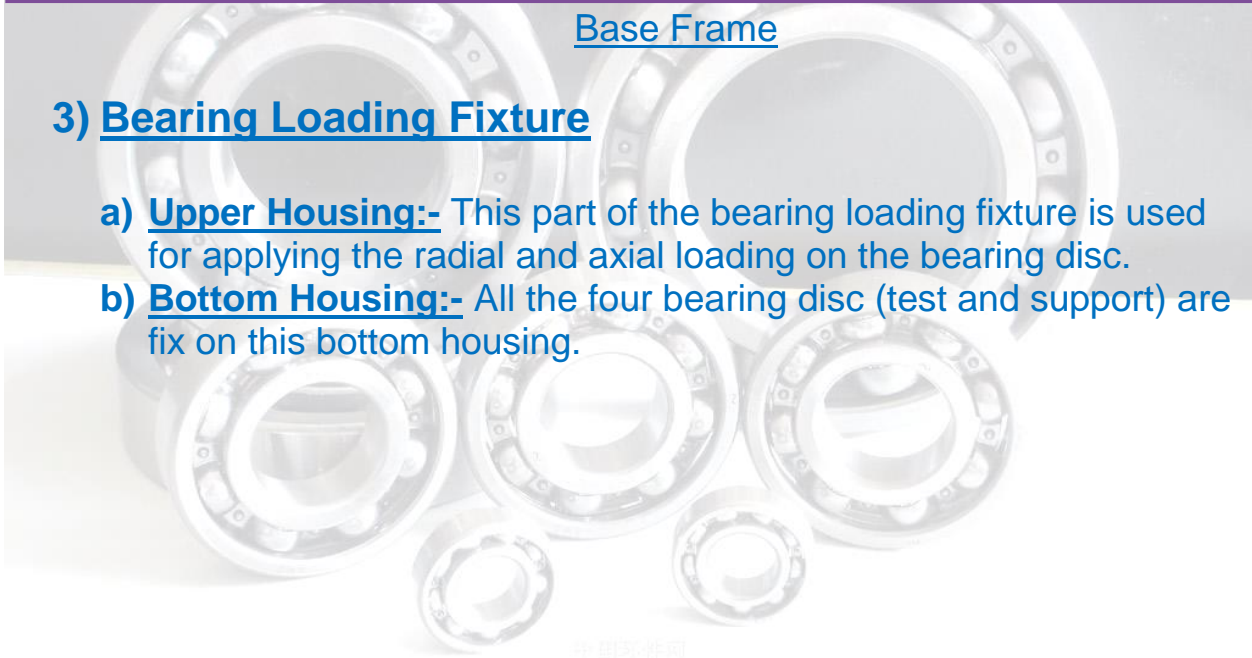 Base Frame
3) Bearing Loading Fixture
a) Upper Housing:- This part of the bearing loading fixture is used
for applying the radial and axial loading on the bearing disc.
b) Bottom Housing:- All the four bearing disc (test and support) are
fix on this bottom housing.